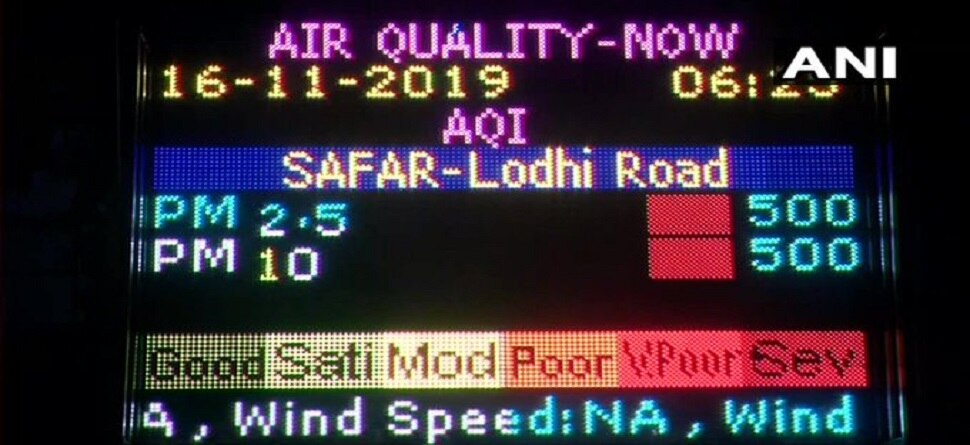 AIR QUALITY-NOW
ANI
16-11-2019
AQI
SAFAR-Lodhi Road
PM 2.5 500
PM 10 500
Good Sati Mod Poor V.Poor Sev
, Wind Speed:NA , Wind